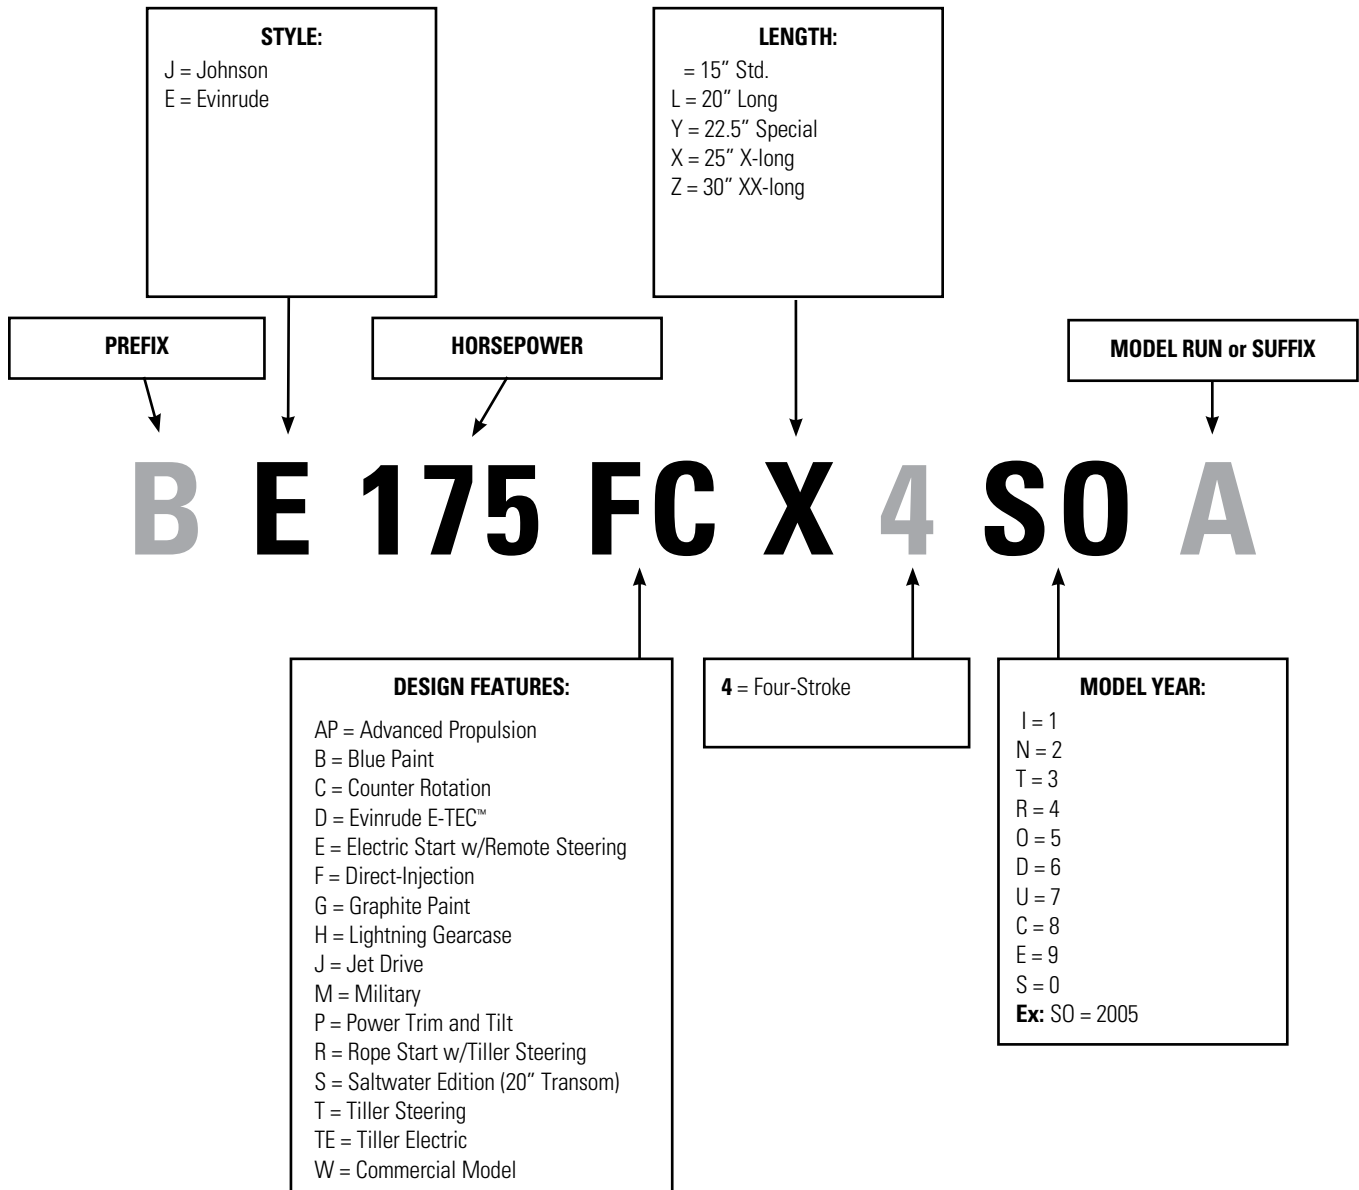 STYLE:
J = Johnson
E = Evinrude
LENGTH:
= 15" Std.
L = 20" Long
Y = 22.5" Special
X = 25" X-long
Z = 30" XX-long
PREFIX
HORSEPOWER
MODEL RUN or SUFFIX
B E 175 FC X 4 SO A
DESIGN FEATURES:
AP = Advanced Propulsion
B = Blue Paint
C = Counter Rotation
D = Evinrude E-TEC™
E = Electric Start w/Remote Steering
F = Direct-Injection
G = Graphite Paint
H = Lightning Gearcase
J = Jet Drive
M = Military
P = Power Trim and Tilt
R = Rope Start w/Tiller Steering
S = Saltwater Edition (20" Transom)
T = Tiller Steering
TE = Tiller Electric
W = Commercial Model
4 = Four-Stroke
MODEL YEAR:
I = 1
N = 2
T = 3
R = 4
O = 5
D = 6
U = 7
C = 8
E = 9
S = 0
Ex: SO = 2005